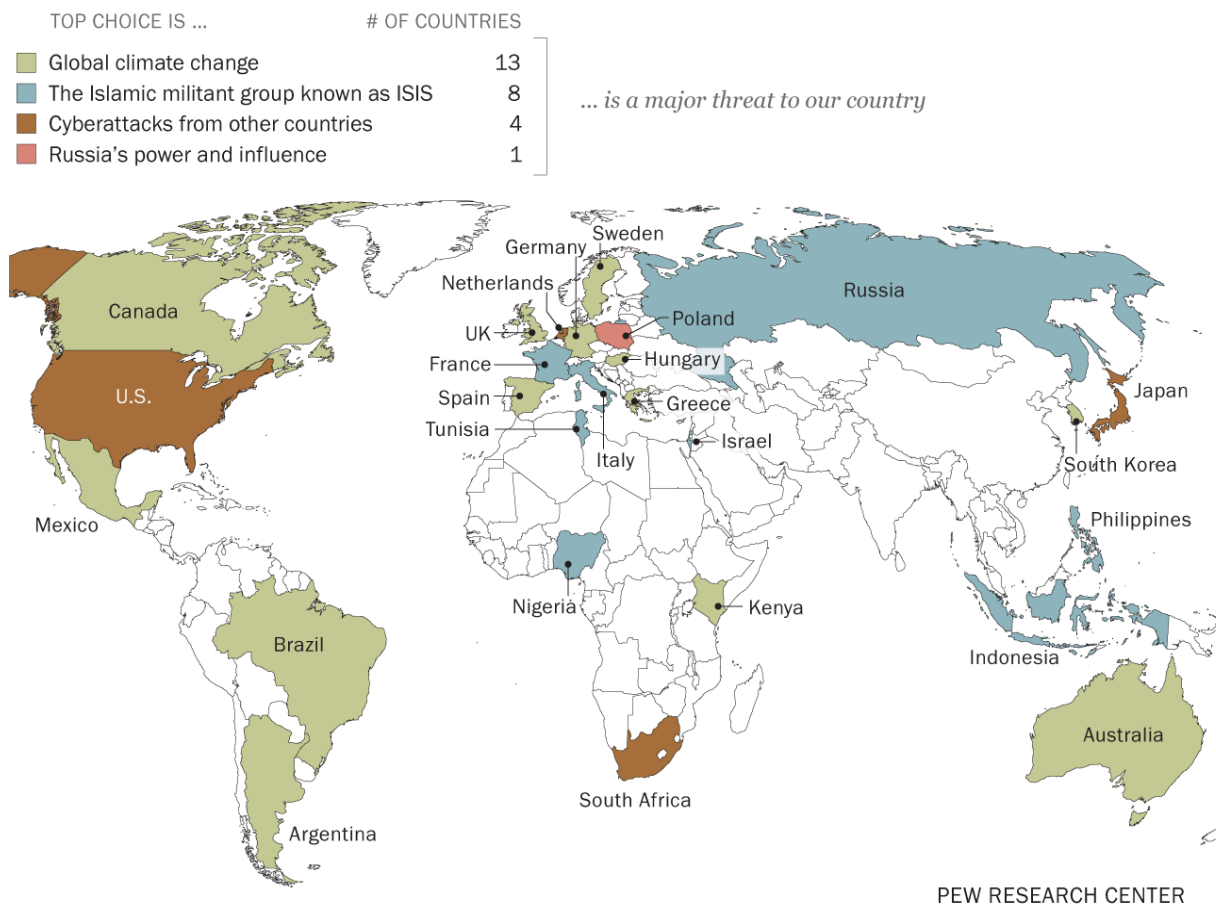 TOP CHOICE IS ... # OF COUNTRIES
Global climate change 13
The Islamic militant group known as ISIS 8
Cyberattacks from other countries 4
Russia's power and influence 1
... is a major threat to our country
Sweden
Germany
Netherlands
Canada
Russia
UK
Poland
France
Hungary
U.S.
Spain
Greece
Japan
Tunisia
Israel
Italy
South Korea
Mexico
Philippines
Nigeria
Kenya
Brazil
Indonesia
Australia
South Africa
Argentina
PEW RESEARCH CENTER